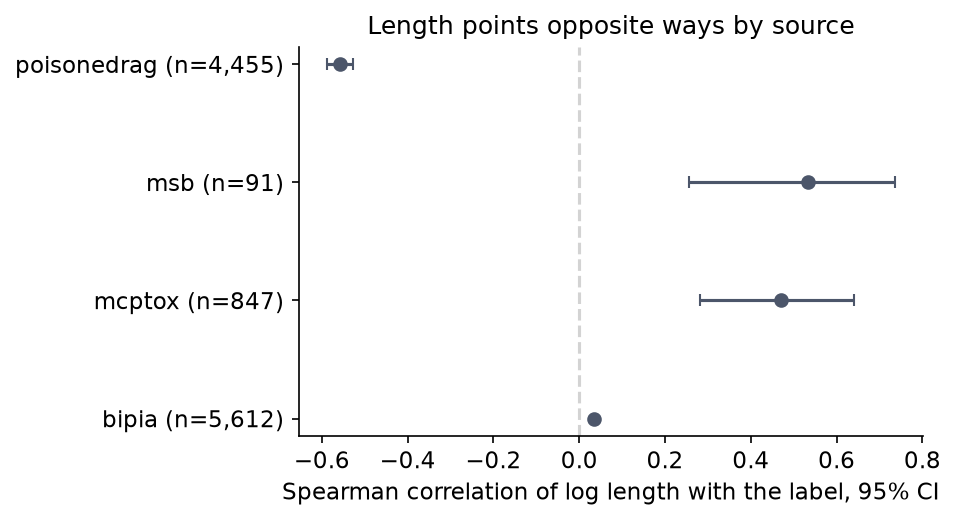 Length points opposite ways by source
poisonedrag (n=4,455)
msb (n=91)
mcptox (n=847)
bipia (n=5,612)
−0.6 −0.4 −0.2 0.0 0.2 0.4 0.6 0.8
Spearman correlation of log length with the label, 95% CI